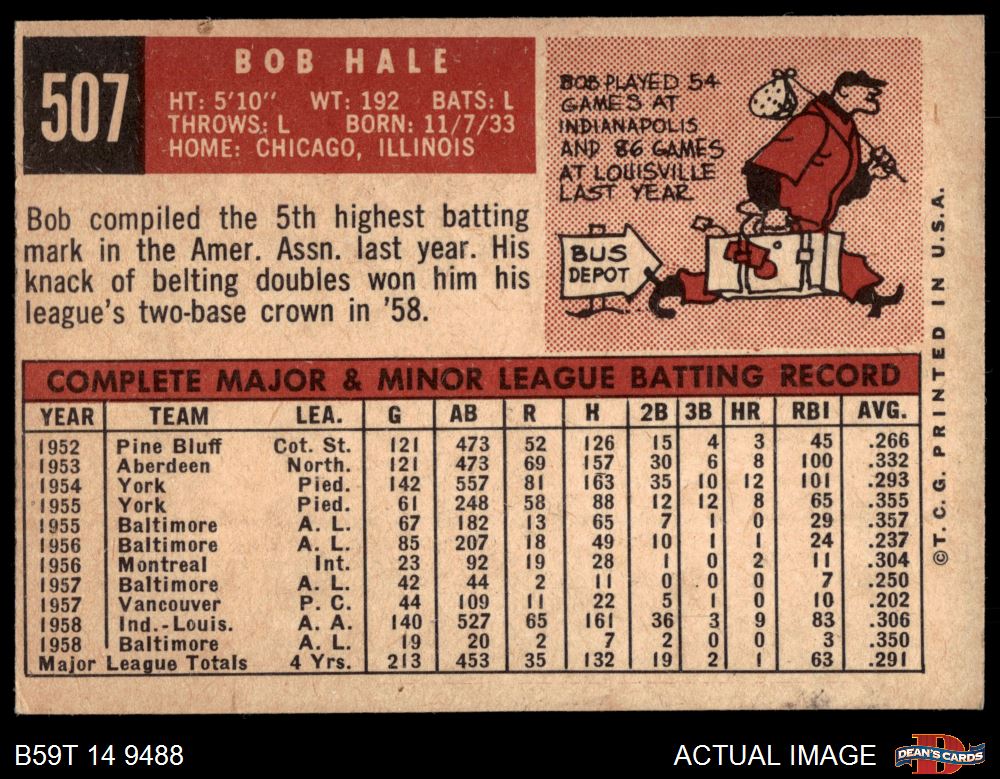 507
BOB HALE
HT: 5'10" WT: 192 BATS: L
THROWS: L BORN: 11/7/33
HOME: CHICAGO, ILLINOIS
Bob compiled the 5th highest batting
mark in the Amer. Assn. last year. His
knack of belting doubles won him his
league's two-base crown in '58.
BOB PLAYED 54
GAMES AT
INDIANAPOLIS
AND 86 GAMES
AT LOUISVILLE
LAST YEAR
BUS
DEPOT
COMPLETE MAJOR & MINOR LEAGUE BATTING RECORD
YEAR TEAM LEA. G AB R H 2B 3B HR RBI AVG.
1952 Pine Bluff Cot. St. 121 473 52 126 15 4 3 45 .266
1953 Aberdeen North. 121 473 69 157 30 6 8 100 .332
1954 York Pied. 142 557 81 163 35 10 12 101 .293
1955 York Pied. 61 248 58 88 12 12 8 65 .355
1955 Baltimore A. L. 67 182 13 65 7 1 0 29 .357
1956 Baltimore A. L. 85 207 18 49 10 1 1 24 .237
1956 Montreal Int. 23 92 19 28 1 0 2 11 .304
1957 Baltimore A. L. 42 44 2 11 0 0 0 7 .250
1957 Vancouver P. C. 44 109 11 22 5 1 0 10 .202
1958 Ind.-Louis. A. A. 140 527 65 161 36 3 9 83 .306
1958 Baltimore A. L. 19 20 2 7 2 0 0 3 .350
Major League Totals 4 Yrs. 213 453 35 132 19 2 1 63 .291
©T. C. G. PRINTED IN U.S.A.
B59T 14 9488
ACTUAL IMAGE
DEAN'S CARDS